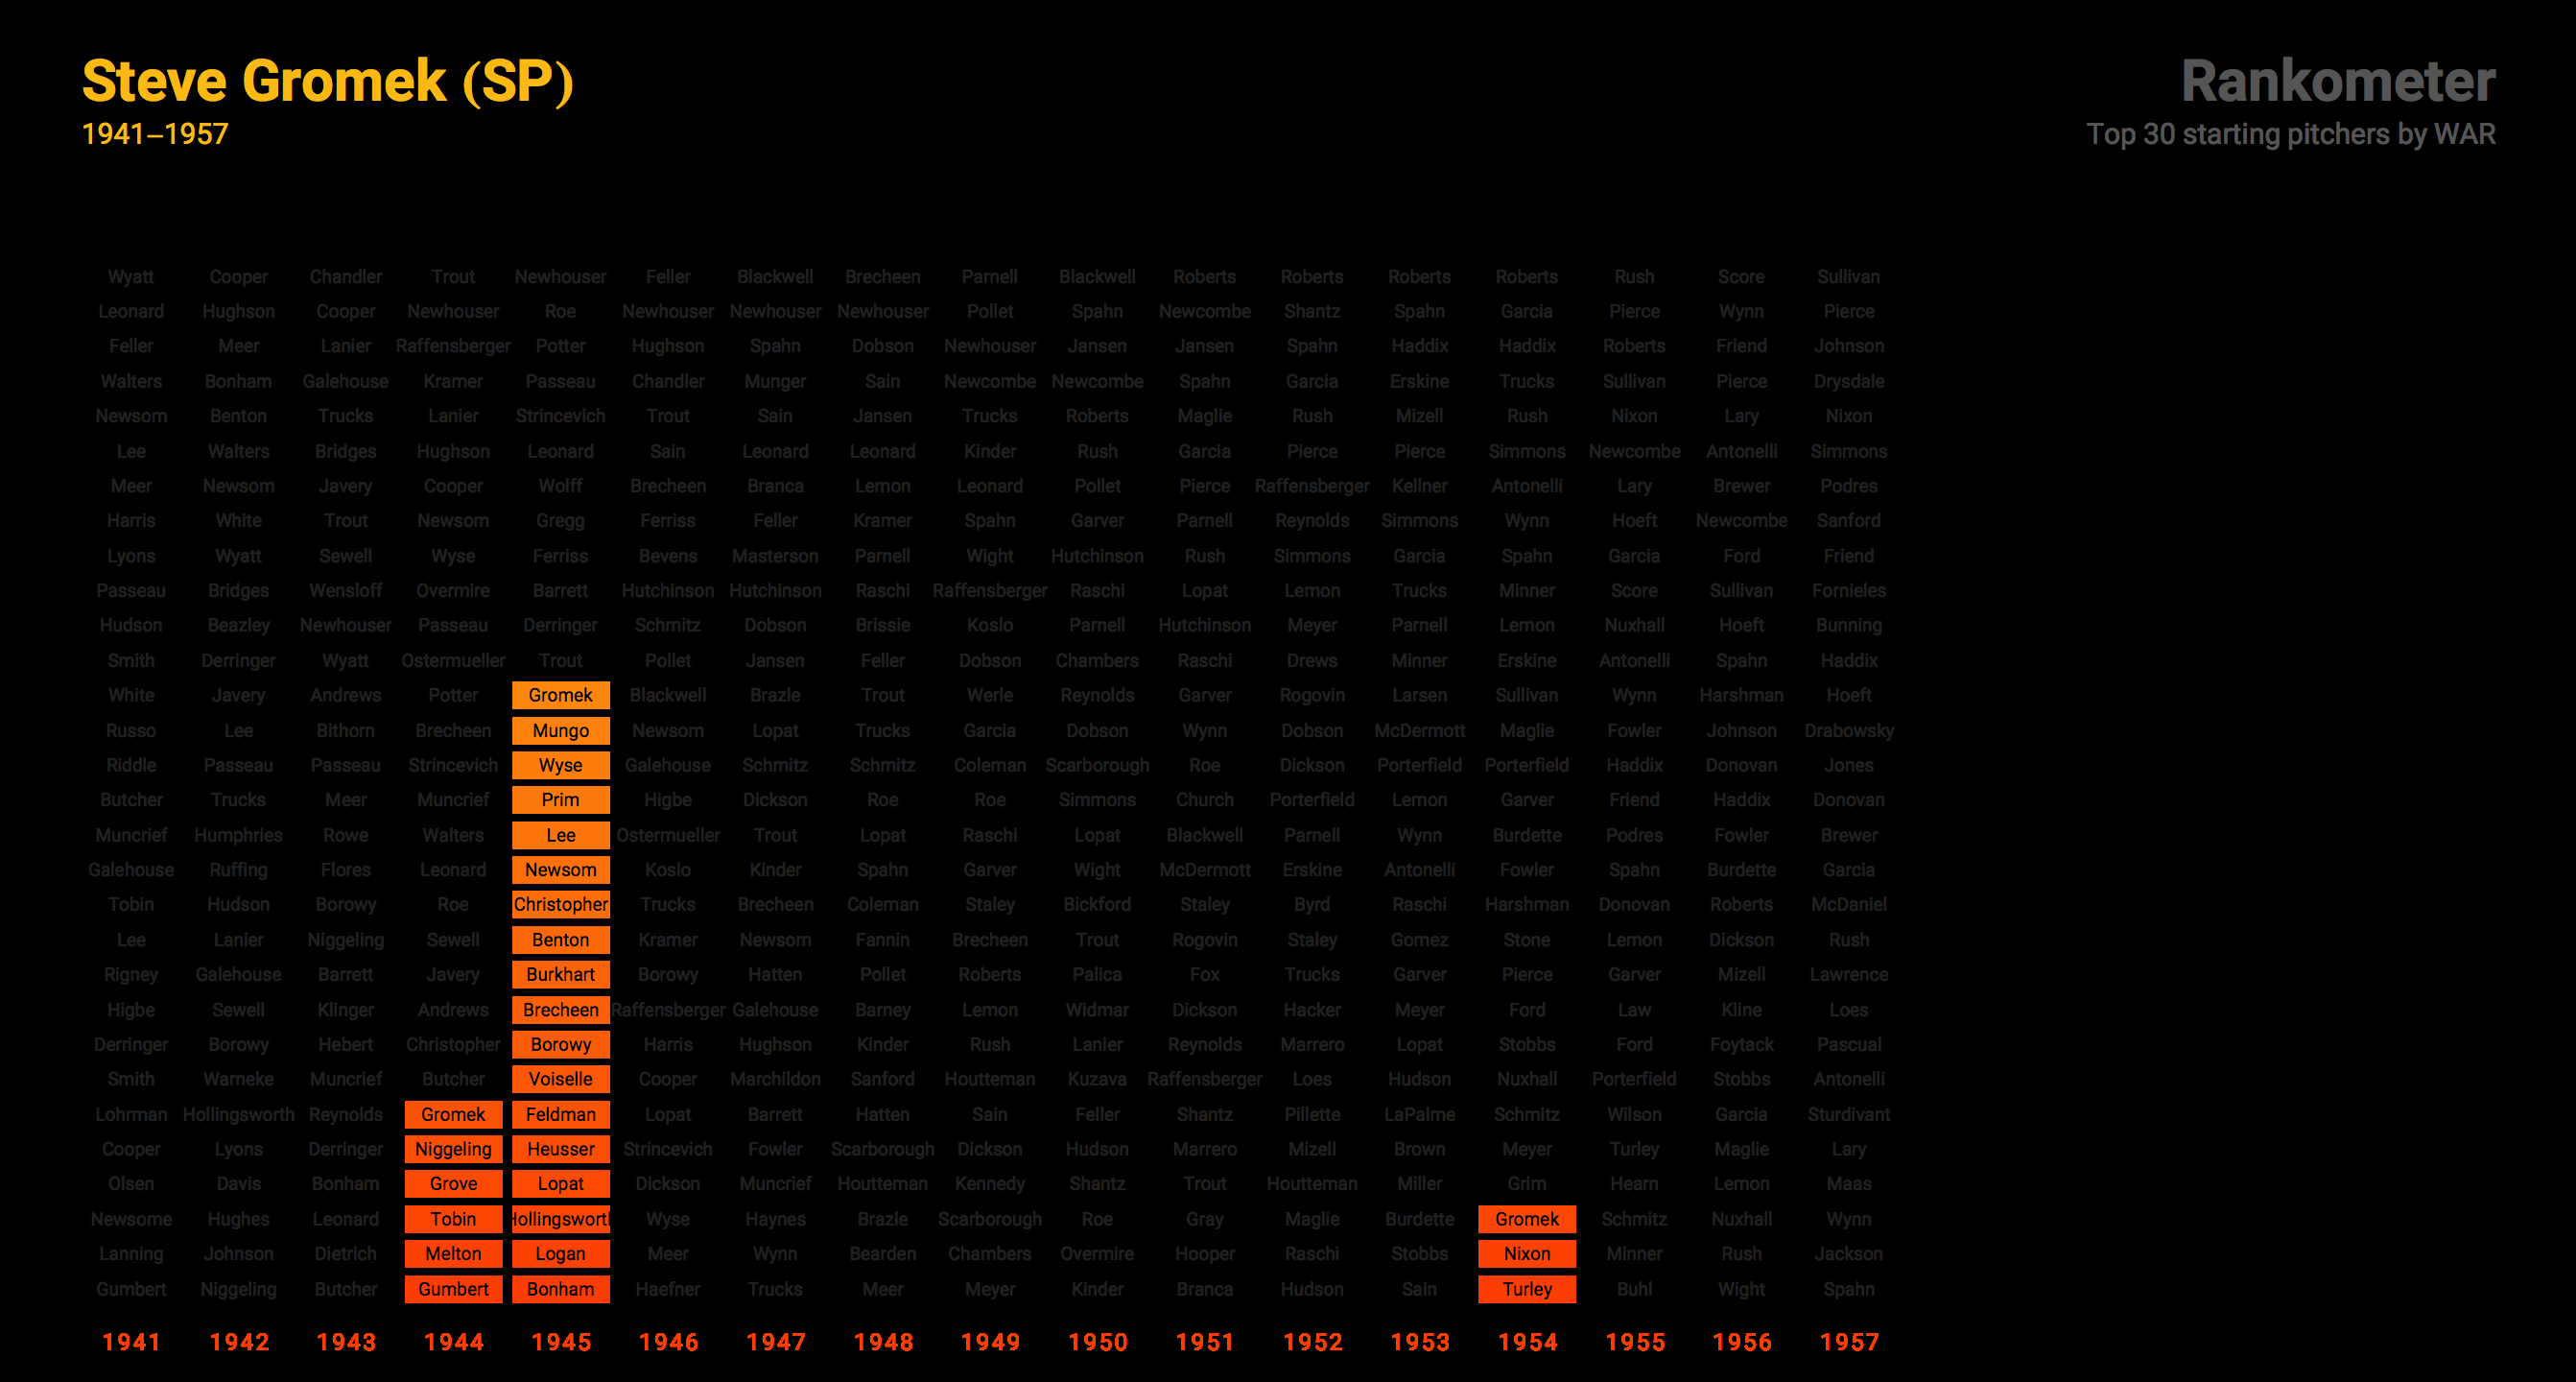 Steve Gromek (SP)
1941–1957
Rankometer
Top 30 starting pitchers by WAR
Wyatt Cooper Chandler Trout Newhouser Feller Blackwell Brecheen Parnell Blackwell Roberts Roberts Roberts Roberts Rush Score Sullivan
Leonard Hughson Cooper Newhouser Roe Newhouser Newhouser Newhouser Pollet Spahn Newcombe Shantz Spahn Garcia Pierce Wynn Pierce
Feller Meer Lanier Raffensberger Potter Hughson Spahn Dobson Newhouser Jansen Jansen Spahn Haddix Haddix Roberts Friend Johnson
Walters Bonham Galehouse Kramer Passeau Chandler Munger Sain Newcombe Newcombe Spahn Garcia Erskine Trucks Sullivan Pierce Drysdale
Newsom Benton Trucks Lanier Strincevich Trout Sain Jansen Trucks Roberts Maglie Rush Mizell Rush Nixon Lary Nixon
Lee Walters Bridges Hughson Leonard Sain Leonard Leonard Kinder Rush Garcia Pierce Pierce Simmons Newcombe Antonelli Simmons
Meer Newsom Javery Cooper Wolff Brecheen Branca Lemon Leonard Pollet Pierce Raffensberger Kellner Antonelli Lary Brewer Podres
Harris White Trout Newsom Gregg Ferriss Feller Kramer Spahn Garver Parnell Reynolds Simmons Wynn Hoeft Newcombe Sanford
Lyons Wyatt Sewell Wyse Ferriss Bevens Masterson Parnell Wight Hutchinson Rush Simmons Garcia Spahn Garcia Ford Friend
Passeau Bridges Wensloff Overmire Barrett Hutchinson Hutchinson Raschi Raffensberger Raschi Lopat Lemon Trucks Minner Score Sullivan Fornieles
Hudson Beazley Newhouser Passeau Derringer Schmitz Dobson Brissie Koslo Parnell Hutchinson Meyer Parnell Lemon Nuxhall Hoeft Bunning
Smith Derringer Wyatt Ostermueller Trout Pollet Jansen Feller Dobson Chambers Raschi Drews Minner Erskine Antonelli Spahn Haddix
White Javery Andrews Potter Gromek Blackwell Brazle Trout Werle Reynolds Garver Rogovin Larsen Sullivan Wynn Harshman Hoeft
Russo Lee Bithorn Brecheen Mungo Newsom Lopat Trucks Garcia Dobson Wynn Dobson McDermott Maglie Fowler Johnson Drabowsky
Riddle Passeau Passeau Strincevich Wyse Galehouse Schmitz Schmitz Coleman Scarborough Roe Dickson Porterfield Porterfield Haddix Donovan Jones
Butcher Trucks Meer Muncrief Prim Higbe Dickson Roe Roe Simmons Church Porterfield Lemon Garver Friend Haddix Donovan
Muncrief Humphries Rowe Walters Lee Ostermueller Trout Lopat Raschi Lopat Blackwell Parnell Wynn Burdette Podres Fowler Brewer
Galehouse Ruffing Flores Leonard Newsom Koslo Kinder Spahn Garver Wight McDermott Erskine Antonelli Fowler Spahn Burdette Garcia
Tobin Hudson Borowy Roe Christopher Trucks Brecheen Coleman Staley Bickford Staley Byrd Raschi Harshman Donovan Roberts McDaniel
Lee Lanier Niggeling Sewell Benton Kramer Newsom Fannin Brecheen Trout Rogovin Staley Gomez Stone Lemon Dickson Rush
Rigney Galehouse Barrett Javery Burkhart Borowy Hatten Pollet Roberts Palica Fox Trucks Garver Pierce Garver Mizell Lawrence
Higbe Sewell Klinger Andrews Brecheen Raffensberger Galehouse Barney Lemon Widmar Dickson Hacker Meyer Ford Law Kline Loes
Derringer Borowy Hebert Christopher Borowy Harris Hughson Kinder Rush Lanier Reynolds Marrero Lopat Stobbs Ford Foytack Pascual
Smith Warneke Muncrief Butcher Voiselle Cooper Marchildon Sanford Houtteman Kuzava Raffensberger Loes Hudson Nuxhall Porterfield Stobbs Antonelli
Lohrman Hollingsworth Reynolds Gromek Feldman Lopat Barrett Hatten Sain Feller Shantz Pillette LaPalme Schmitz Wilson Garcia Sturdivant
Cooper Lyons Derringer Niggeling Heusser Strincevich Fowler Scarborough Dickson Hudson Marrero Mizell Brown Meyer Turley Maglie Lary
Olsen Davis Bonham Grove Lopat Dickson Muncrief Houtteman Kennedy Shantz Trout Houtteman Miller Grim Hearn Lemon Maas
Newsome Hughes Leonard Tobin Hollingsworth Wyse Haynes Brazle Scarborough Roe Gray Maglie Burdette Gromek Schmitz Nuxhall Wynn
Lanning Johnson Dietrich Melton Logan Meer Wynn Bearden Chambers Overmire Hooper Raschi Stobbs Nixon Minner Rush Jackson
Gumbert Niggeling Butcher Gumbert Bonham Haefner Trucks Meer Meyer Kinder Branca Hudson Sain Turley Buhl Wight Spahn
1941 1942 1943 1944 1945 1946 1947 1948 1949 1950 1951 1952 1953 1954 1955 1956 1957